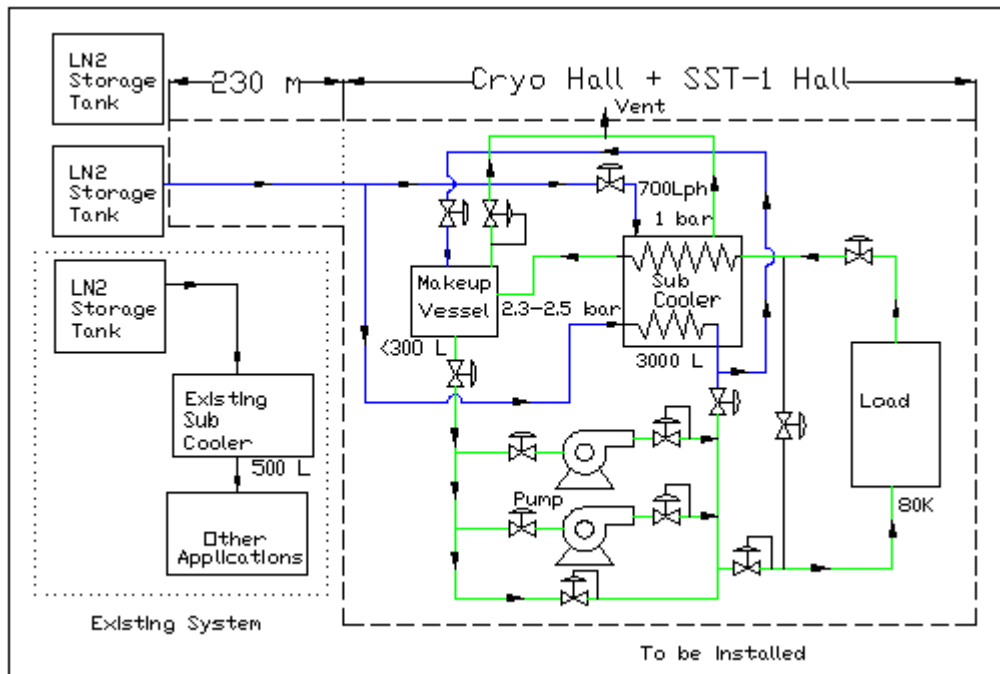 LN2
Storage
Tank
230 M
Cryo Hall + SST-1 Hall
Vent
LN2
Storage
Tank
700Lph
1 bar
LN2
Storage
Tank
Makeup
Vessel
2.3-2.5 bar
Sub
Cooler
<300 L
3000 L
Load
Existing
Sub
Cooler
500 L
Pump
80K
Other
Applications
Existing System
To be Installed